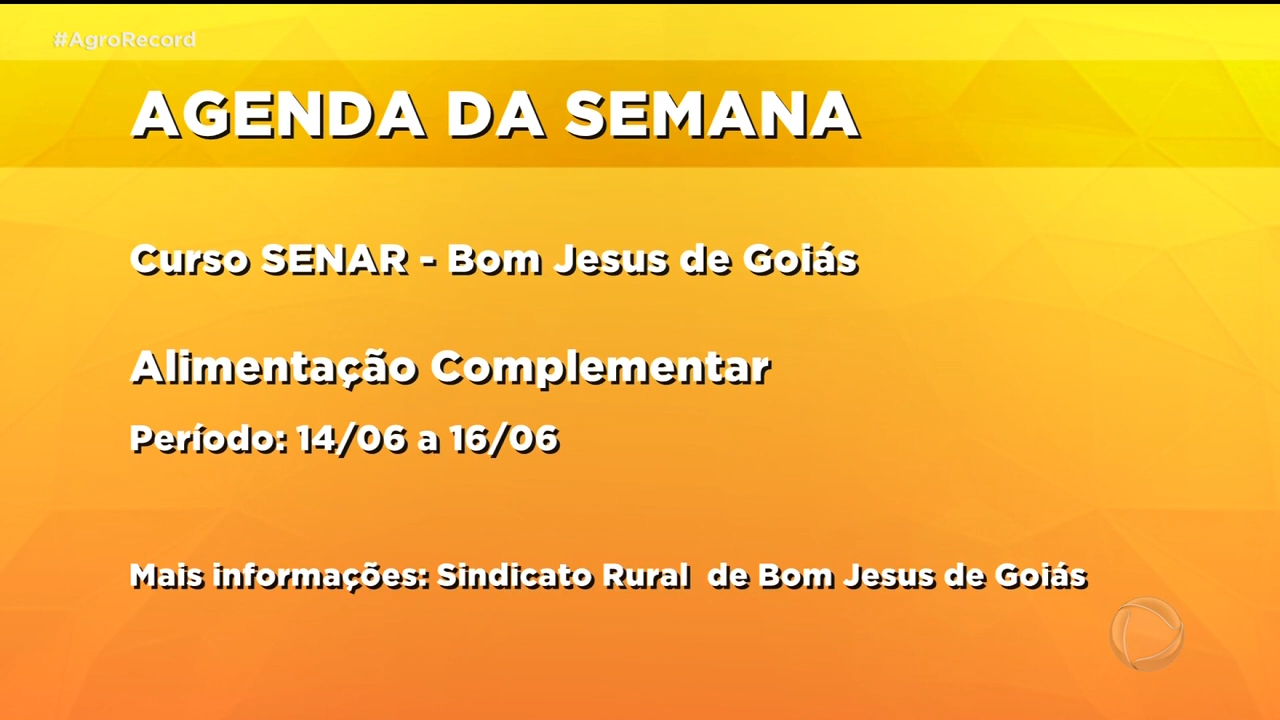 #AgroRecord
AGENDA DA SEMANA
Curso SENAR - Bom Jesus de Goiás
Alimentação Complementar
Período: 14/06 a 16/06
Mais informações: Sindicato Rural  de Bom Jesus de Goiás